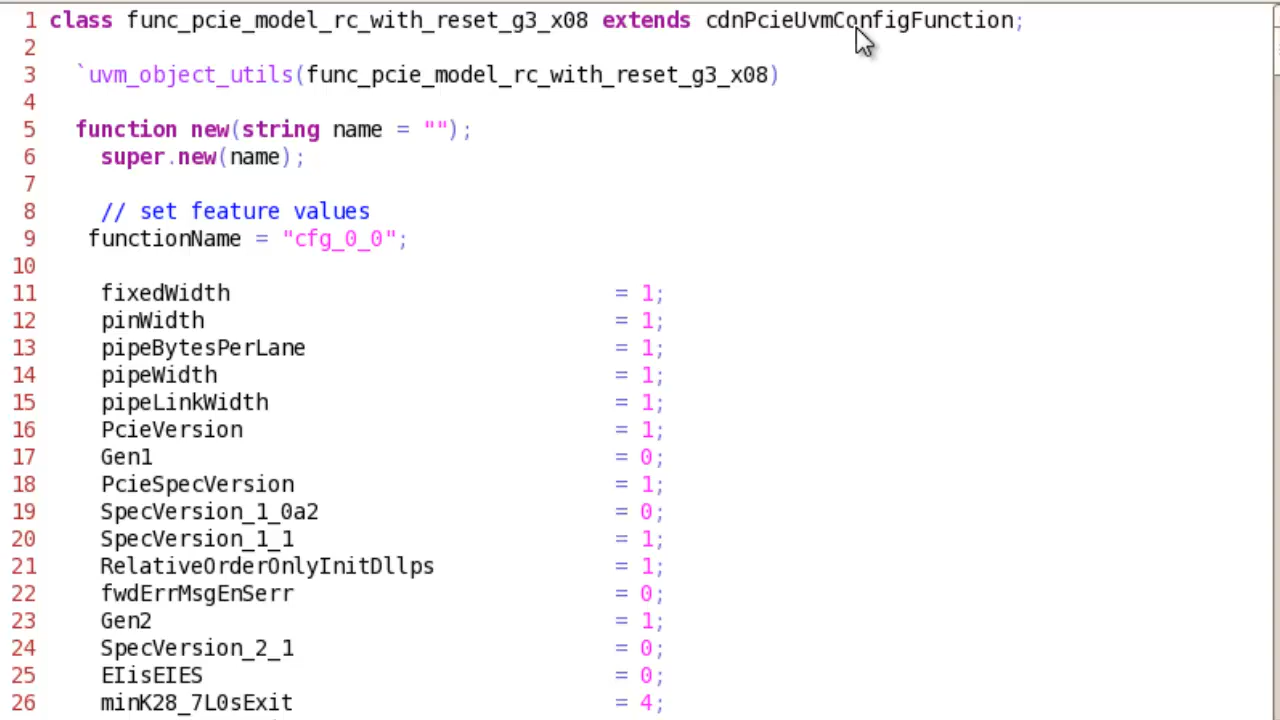 1 class func_pcie_model_rc_with_reset_g3_x08 extends cdnPcieUvmConfigFunction;
2
3 `uvm_object_utils(func_pcie_model_rc_with_reset_g3_x08)
4
5 function new(string name = "");
6 super.new(name);
7
8 // set feature values
9 functionName = "cfg_0_0";
10
11 fixedWidth = 1;
12 pinWidth = 1;
13 pipeBytesPerLane = 1;
14 pipeWidth = 1;
15 pipeLinkWidth = 1;
16 PcieVersion = 1;
17 Gen1 = 0;
18 PcieSpecVersion = 1;
19 SpecVersion_1_0a2 = 0;
20 SpecVersion_1_1 = 1;
21 RelativeOrderOnlyInitDllps = 1;
22 fwdErrMsgEnSerr = 0;
23 Gen2 = 1;
24 SpecVersion_2_1 = 0;
25 EIisEIES = 0;
26 minK28_7L0sExit = 4;